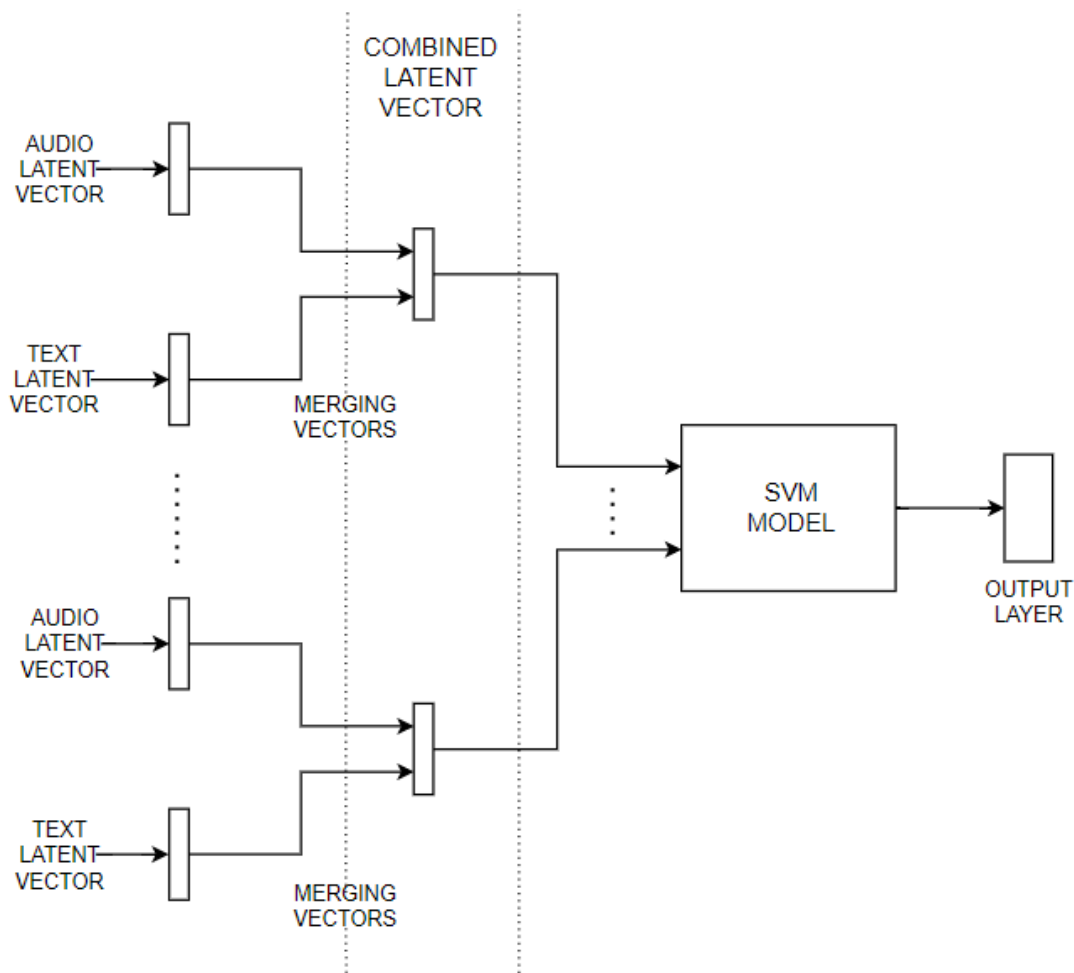 COMBINED
LATENT
VECTOR
AUDIO
LATENT
VECTOR
TEXT
LATENT
VECTOR
MERGING
VECTORS
SVM
MODEL
OUTPUT
LAYER
AUDIO
LATENT
VECTOR
TEXT
LATENT
VECTOR
MERGING
VECTORS